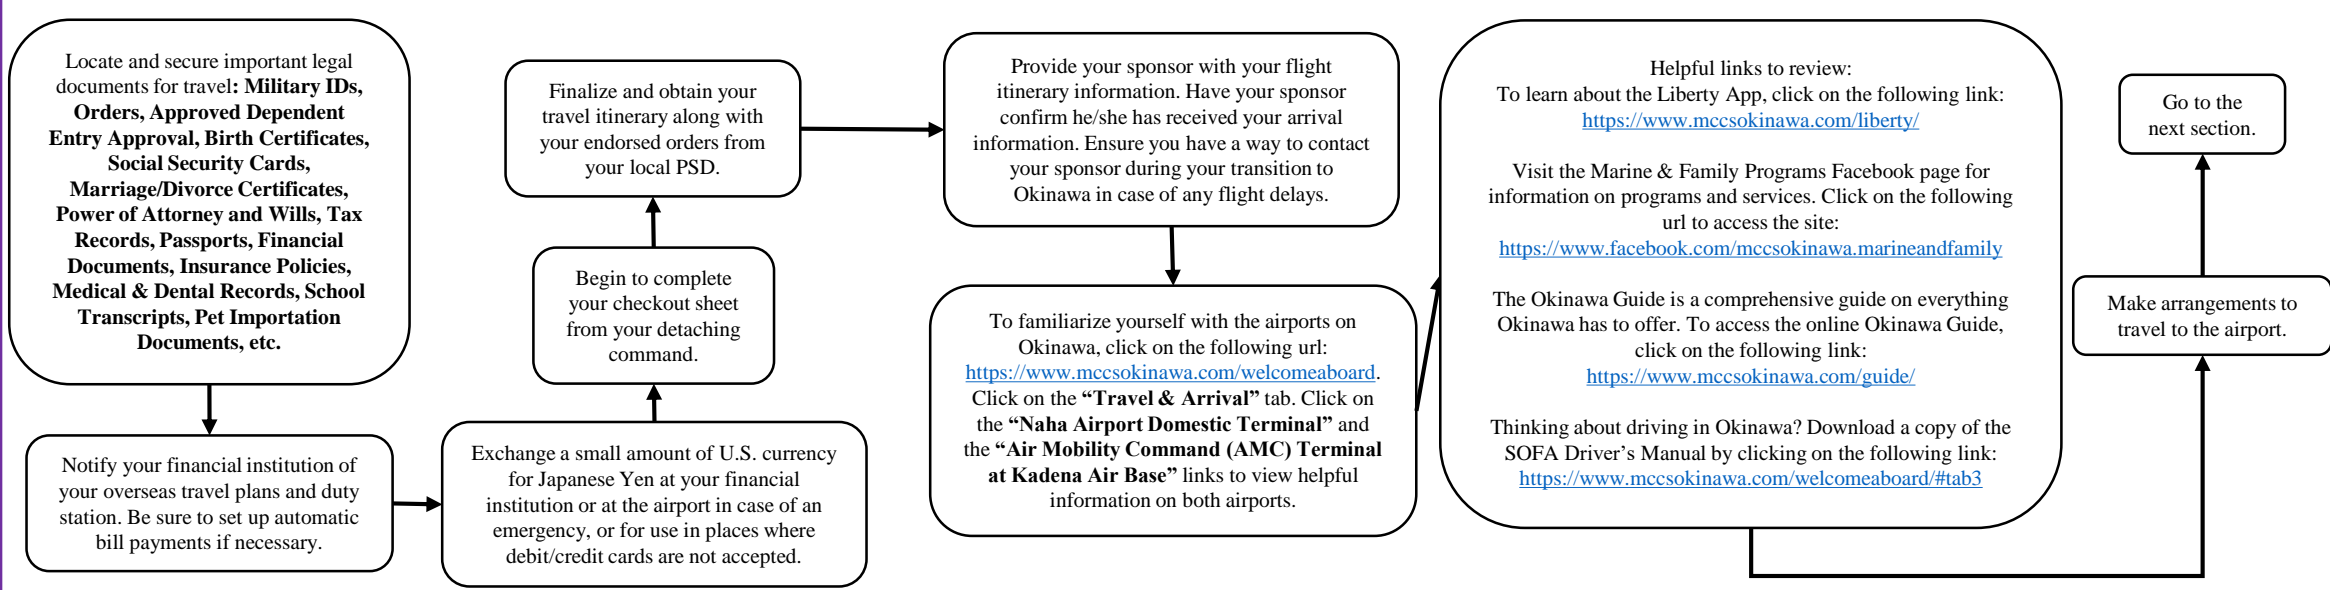 Locate and secure important legal
documents for travel: Military IDs,
Orders, Approved Dependent
Entry Approval, Birth Certificates,
Social Security Cards,
Marriage/Divorce Certificates,
Power of Attorney and Wills, Tax
Records, Passports, Financial
Documents, Insurance Policies,
Medical & Dental Records, School
Transcripts, Pet Importation
Documents, etc.
Notify your financial institution of
your overseas travel plans and duty
station. Be sure to set up automatic
bill payments if necessary.
Exchange a small amount of U.S. currency
for Japanese Yen at your financial
institution or at the airport in case of an
emergency, or for use in places where
debit/credit cards are not accepted.
Begin to complete
your checkout sheet
from your detaching
command.
Finalize and obtain your
travel itinerary along with
your endorsed orders from
your local PSD.
Provide your sponsor with your flight
itinerary information. Have your sponsor
confirm he/she has received your arrival
information. Ensure you have a way to contact
your sponsor during your transition to
Okinawa in case of any flight delays.
To familiarize yourself with the airports on
Okinawa, click on the following url:
https://www.mccsokinawa.com/welcomeaboard.
Click on the “Travel & Arrival” tab. Click on
the “Naha Airport Domestic Terminal” and
the “Air Mobility Command (AMC) Terminal
at Kadena Air Base” links to view helpful
information on both airports.
Helpful links to review:
To learn about the Liberty App, click on the following link:
https://www.mccsokinawa.com/liberty/
Visit the Marine & Family Programs Facebook page for
information on programs and services. Click on the following
url to access the site:
https://www.facebook.com/mccsokinawa.marineandfamily
The Okinawa Guide is a comprehensive guide on everything
Okinawa has to offer. To access the online Okinawa Guide,
click on the following link:
https://www.mccsokinawa.com/guide/
Thinking about driving in Okinawa? Download a copy of the
SOFA Driver’s Manual by clicking on the following link:
https://www.mccsokinawa.com/welcomeaboard/#tab3
Make arrangements to
travel to the airport.
Go to the
next section.